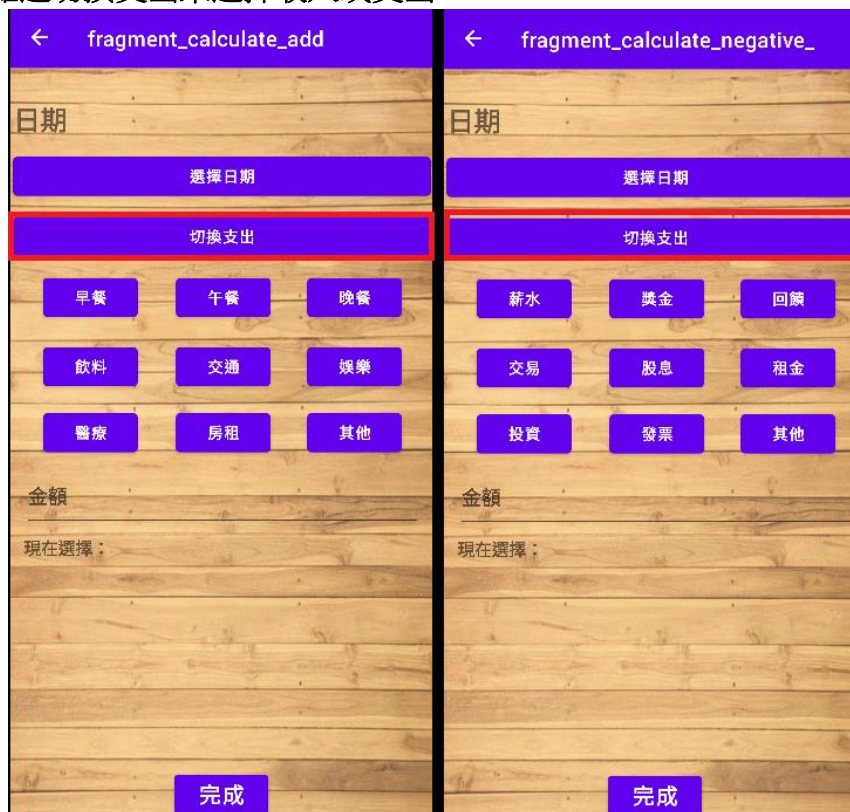 fragment_calculate_add
日期
選擇日期
切換支出
早餐 午餐 晚餐
飲料 交通 娛樂
醫療 房租 其他
金額
現在選擇：
完成
fragment_calculate_negative_
日期
選擇日期
切換支出
薪水 獎金 回饋
交易 股息 租金
投資 發票 其他
金額
現在選擇：
完成